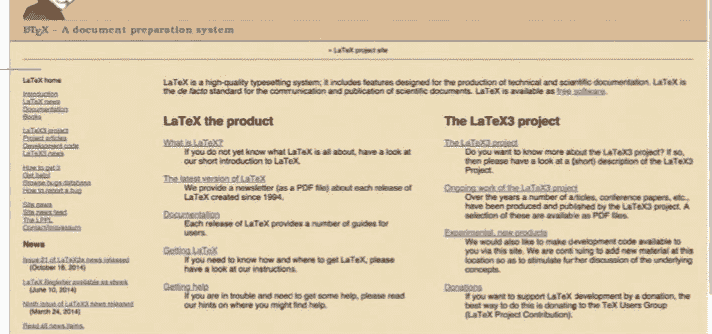 LaTeX – A document preparation system
» LaTeX project site
LaTeX home
Introduction
LaTeX news
Documentation
Books
LaTeX3 project
Project articles
Development code
LaTeX3 news
How to get it
Get help!
Browse bugs database
How to report a bug
Site news
Site news feed
The LPPL
Contact/Impressum
News
Issue 21 of LaTeX2e news released
(October 16, 2014)
LaTeX Register available as ebook
(June 10, 2014)
Ninth issue of LaTeX3 news released
(March 24, 2014)
Read all news items.
LaTeX is a high-quality typesetting system; it includes features designed for the production of technical and scientific documentation. LaTeX is
the de facto standard for the communication and publication of scientific documents. LaTeX is available as free software.
LaTeX the product
What is LaTeX?
If you do not yet know what LaTeX is all about, have a look at
our short introduction to LaTeX.
The latest version of LaTeX
We provide a newsletter (as a PDF file) about each release of
LaTeX created since 1994.
Documentation
Each release of LaTeX provides a number of guides for
users.
Getting LaTeX
If you need to know how and where to get LaTeX, please
have a look at our instructions.
Getting help
If you are in trouble and need to get some help, please read
our hints on where you might find help.
The LaTeX3 project
The LaTeX3 project
Do you want to know more about the LaTeX3 project? If so,
then please have a look at a (short) description of the LaTeX3
Project.
Ongoing work of the LaTeX3 project
Over the years a number of articles, conference papers, etc.,
have been produced and published by the LaTeX3 project. A
selection of these are available as PDF files.
Experimental, new products
We would also like to make development code available to
you via this site. We are continuing to add new material at this
location so as to stimulate further discussion of the underlying
concepts.
Donations
If you want to support LaTeX development by a donation, the
best way to do this is donating to the TeX Users Group
(LaTeX Project Contribution).